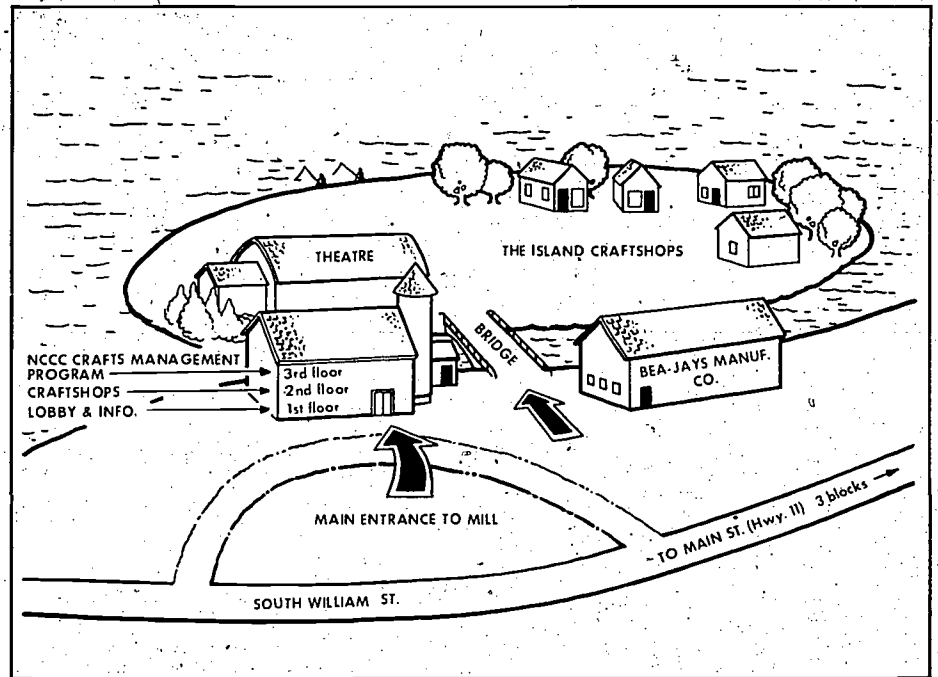 THEATRE
THE ISLAND CRAFTSHOPS
BRIDGE
BEA-JAYS MANUF.
CO.
NCCC CRAFTS MANAGEMENT
PROGRAM
3rd floor
CRAFTSHOPS
2nd floor
LOBBY & INFO.
1st floor
MAIN ENTRANCE TO MILL
TO MAIN ST. (Hwy. 11) 3 blocks
SOUTH WILLIAM ST.